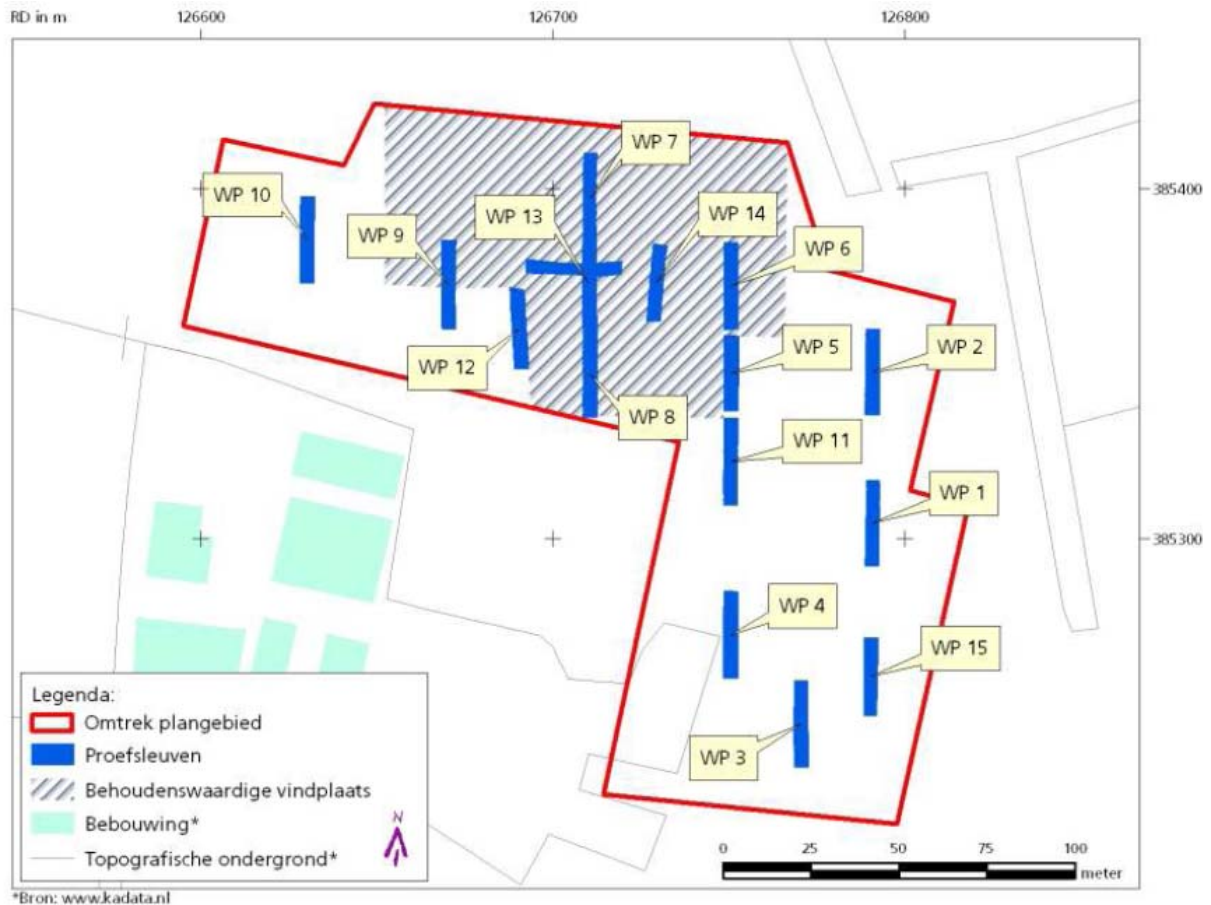 RD in m
126600
126700
126800
WP 7
WP 10
385400
WP 13
WP 14
WP 9
WP 6
WP 5
WP 2
WP 12
WP 8
WP 11
WP 1
385300
WP 4
WP 15
WP 3
Legenda:
Omtrek plangebied
Proefsleuven
Behoudenswaardige vindplaats
Bebouwing*
N
Topografische ondergrond*
0 25 50 75 100
meter
*Bron: www.kadata.nl